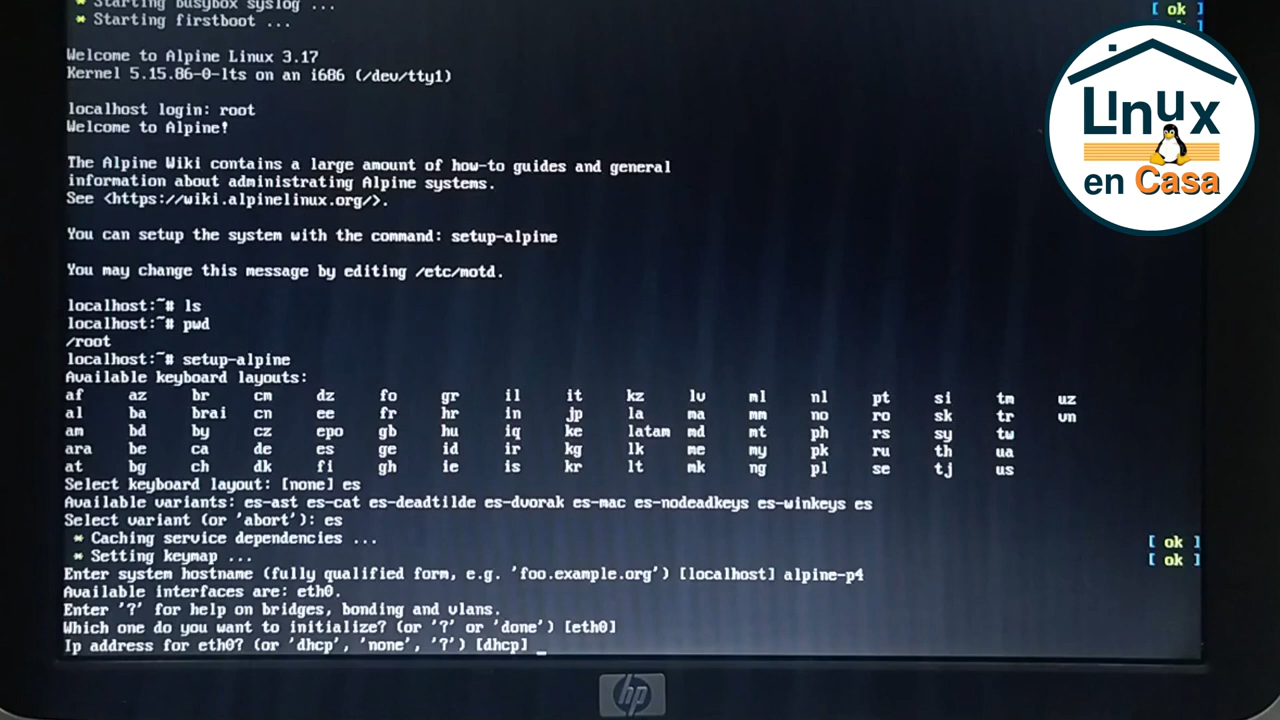 * Starting busybox syslog ... [ ok ]
* Starting firstboot ... [ ok ]
Welcome to Alpine Linux 3.17
Kernel 5.15.86-0-lts on an i686 (/dev/tty1)
localhost login: root
Welcome to Alpine!
The Alpine Wiki contains a large amount of how-to guides and general
information about administrating Alpine systems.
See <https://wiki.alpinelinux.org/>.
You can setup the system with the command: setup-alpine
You may change this message by editing /etc/motd.
localhost:~# ls
localhost:~# pwd
/root
localhost:~# setup-alpine
Available keyboard layouts:
af az br cm dz fo gr il it kz lv ml nl pt si tm uz
al ba brai cn ee fr hr in jp la ma mm no ro sk tr vn
am bd by cz epo gb hu iq ke latam md mt ph rs sy tw
ara be ca de es ge id ir kg lk me my pk ru th ua
at bg ch dk fi gh ie is kr lt mk ng pl se tj us
Select keyboard layout: [none] es
Available variants: es-ast es-cat es-deadtilde es-dvorak es-mac es-nodeadkeys es-winkeys es
Select variant (or 'abort'): es
* Caching service dependencies ... [ ok ]
* Setting keymap ... [ ok ]
Enter system hostname (fully qualified form, e.g. 'foo.example.org') [localhost] alpine-p4
Available interfaces are: eth0.
Enter '?' for help on bridges, bonding and vlans.
Which one do you want to initialize? (or '?' or 'done') [eth0]
Ip address for eth0? (or 'dhcp', 'none', '?') [dhcp] _
hp
LInux
en Casa